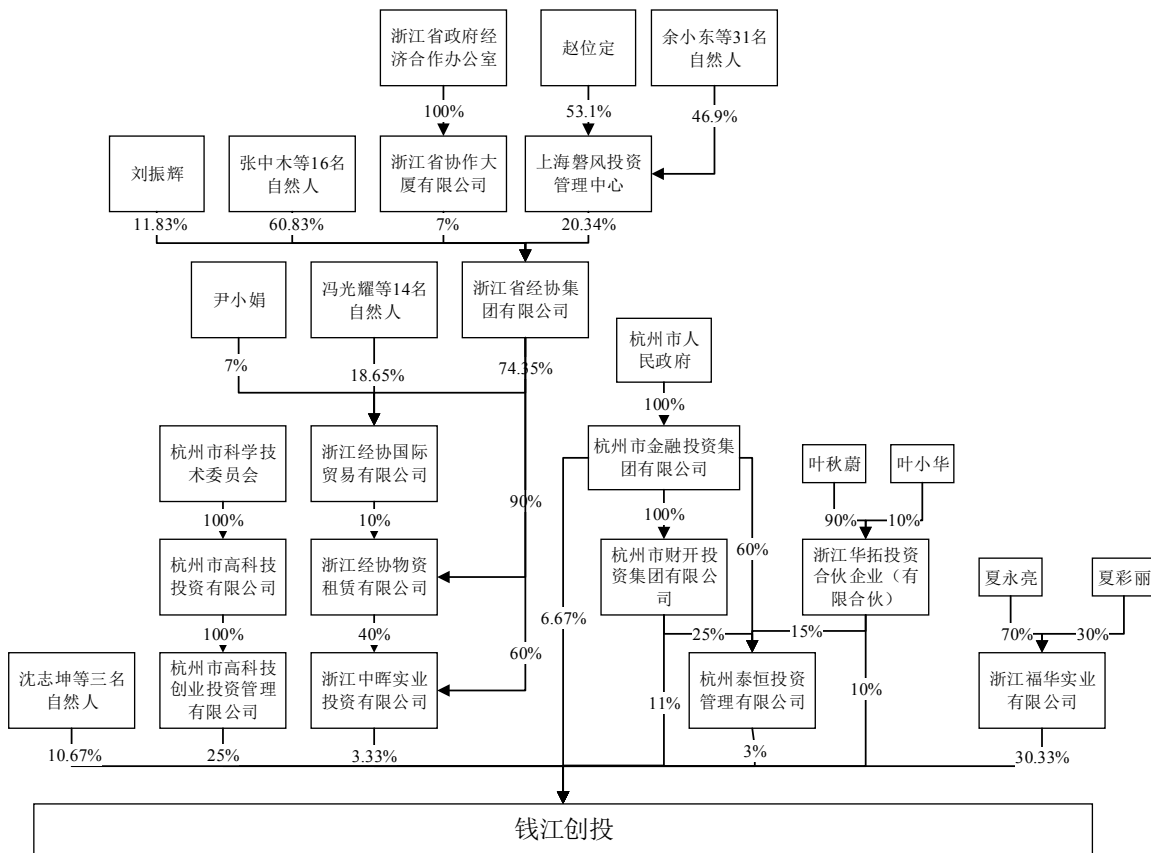 浙江省政府经
济合作办公室
赵位定
余小东等31名
自然人
100%
53.1%
46.9%
刘振辉
张中木等16名
自然人
浙江省协作大
厦有限公司
上海磐风投资
管理中心
11.83%
60.83%
7%
20.34%
尹小娟
冯光耀等14名
自然人
浙江省经协集
团有限公司
杭州市人
民政府
7%
18.65%
74.35%
100%
杭州市科学技
术委员会
浙江经协国际
贸易有限公司
杭州市金融投资集
团有限公司
叶秋蔚
叶小华
90%
100%
10%
100%
90%
10%
60%
杭州市高科技
投资有限公司
浙江经协物资
租赁有限公司
杭州市财开投
资集团有限公
司
浙江华拓投资
合伙企业（有
限合伙）
夏永亮
夏彩丽
6.67%
100%
40%
60%
25%
15%
70%
30%
沈志坤等三名
自然人
杭州市高科技
创业投资管理
有限公司
浙江中晖实业
投资有限公司
11%
杭州泰恒投资
管理有限公司
10%
浙江福华实业
有限公司
10.67%
25%
3.33%
3%
30.33%
钱江创投